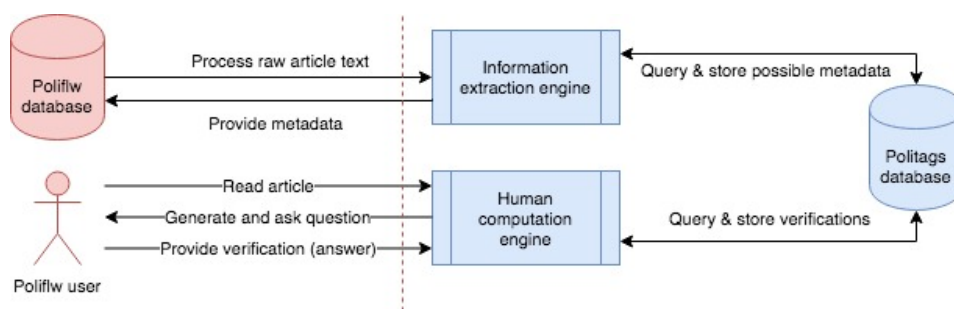 Poliflw
database
Process raw article text
Provide metadata
Information
extraction engine
Query & store possible metadata
Politags
database
Poliflw user
Read article
Generate and ask question
Provide verification (answer)
Human
computation
engine
Query & store verifications